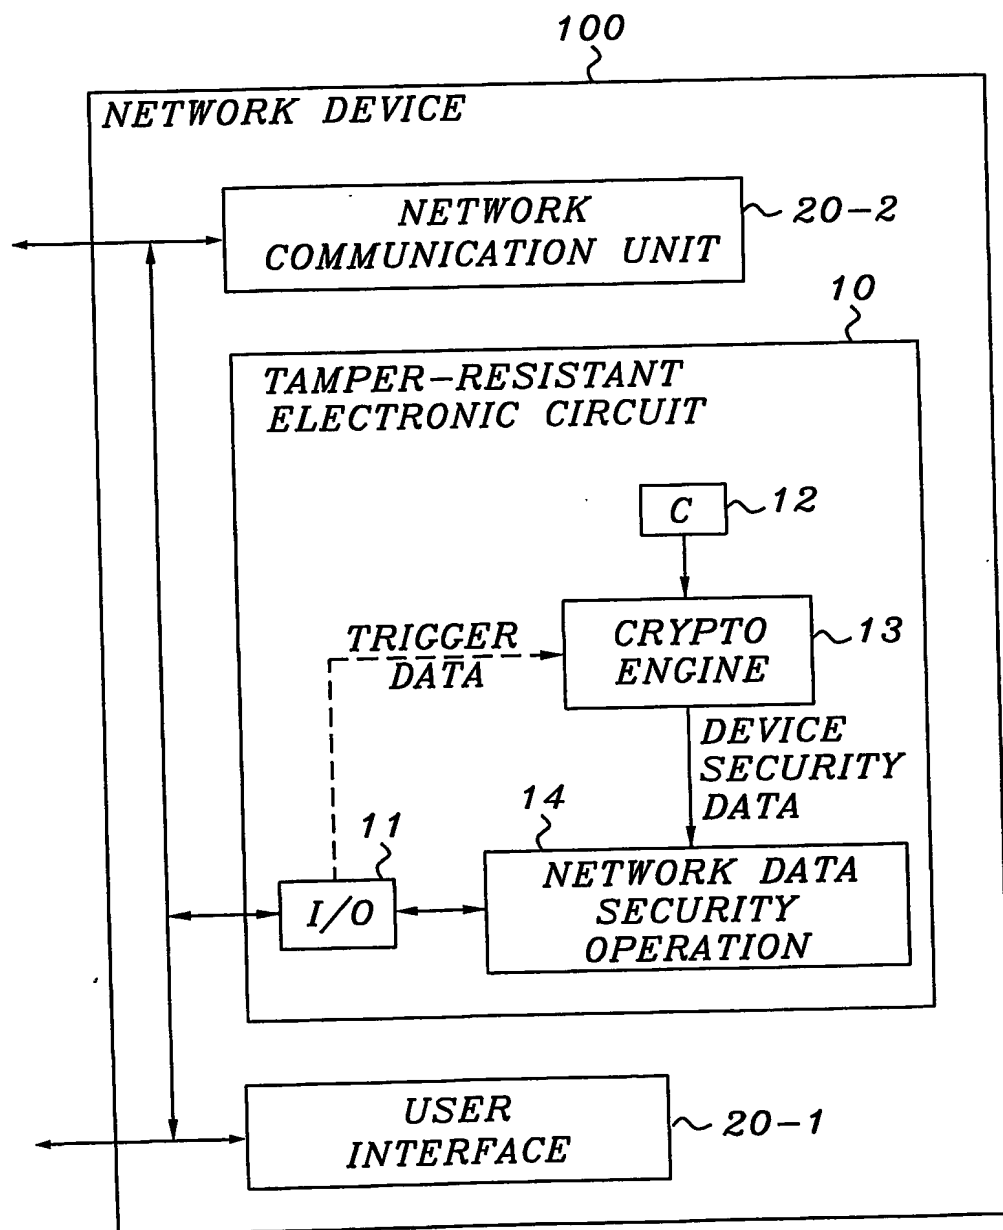 100
NETWORK DEVICE
NETWORK
COMMUNICATION UNIT
20-2
10
TAMPER-RESISTANT
ELECTRONIC CIRCUIT
C
12
TRIGGER
DATA
CRYPTO
ENGINE
13
DEVICE
SECURITY
DATA
14
11
I/O
NETWORK DATA
SECURITY
OPERATION
USER
INTERFACE
20-1